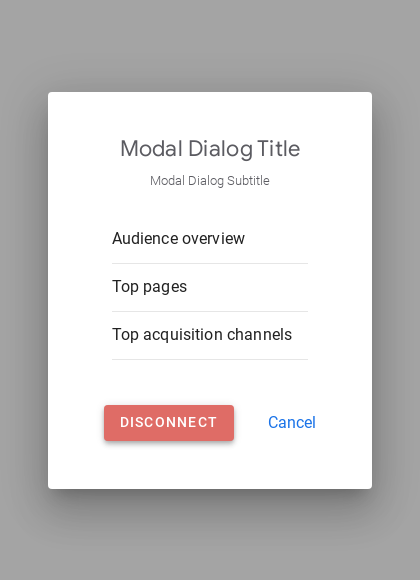 Modal Dialog Title
Modal Dialog Subtitle
Audience overview
Top pages
Top acquisition channels
DISCONNECT
Cancel